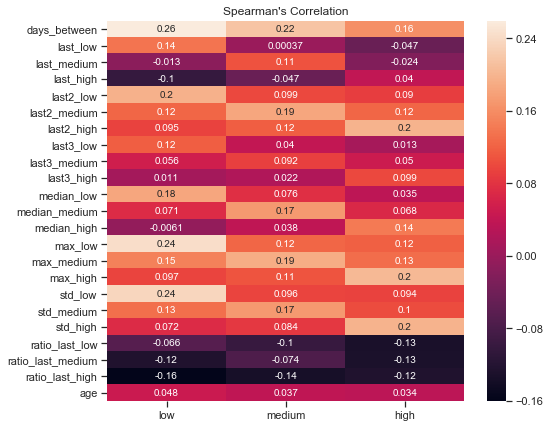 Spearman's Correlation
days_between 0.26 0.22 0.16
last_low 0.14 0.00037 -0.047
last_medium -0.013 0.11 -0.024
last_high -0.1 -0.047 0.04
last2_low 0.2 0.099 0.09
last2_medium 0.12 0.19 0.12
last2_high 0.095 0.12 0.2
last3_low 0.12 0.04 0.013
last3_medium 0.056 0.092 0.05
last3_high 0.011 0.022 0.099
median_low 0.18 0.076 0.035
median_medium 0.071 0.17 0.068
median_high -0.0061 0.038 0.14
max_low 0.24 0.12 0.12
max_medium 0.15 0.19 0.13
max_high 0.097 0.11 0.2
std_low 0.24 0.096 0.094
std_medium 0.13 0.17 0.1
std_high 0.072 0.084 0.2
ratio_last_low -0.066 -0.1 -0.13
ratio_last_medium -0.12 -0.074 -0.13
ratio_last_high -0.16 -0.14 -0.12
age 0.048 0.037 0.034
low medium high
0.24
0.16
0.08
0.00
-0.08
-0.16